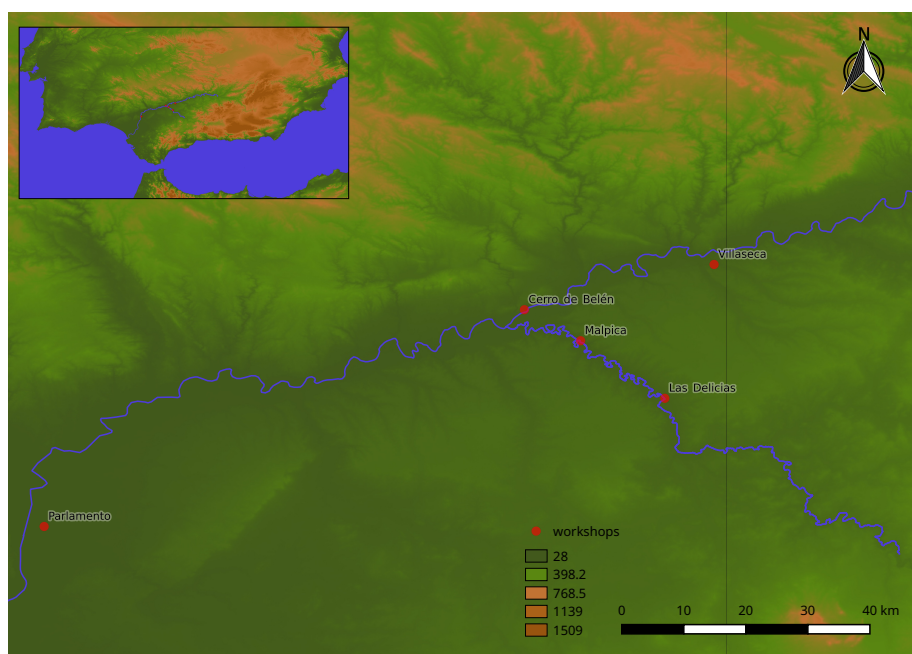 N
Villaseca
Cerro de Belén
Malpica
Las Delicias
Parlamento
workshops
28
398.2
768.5
1139
1509
0 10 20 30 40 km